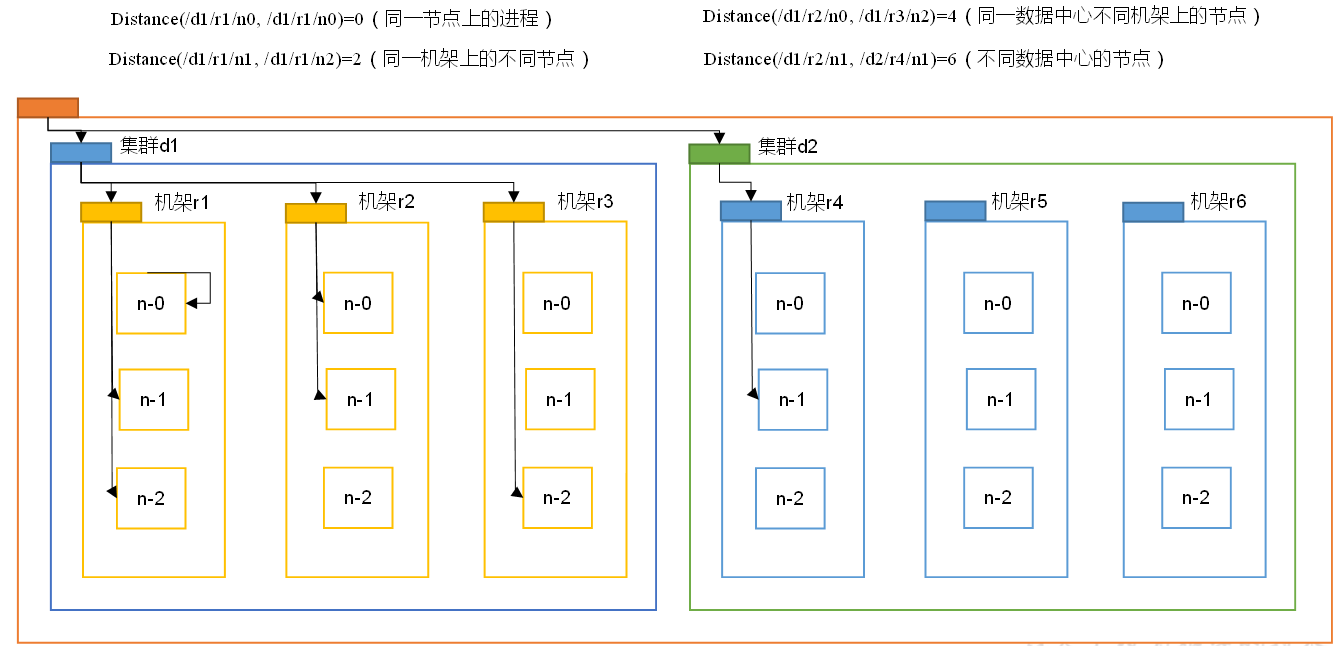 Distance(/d1/r1/n0, /d1/r1/n0)=0（同一节点上的进程）
Distance(/d1/r2/n0, /d1/r3/n2)=4（同一数据中心不同机架上的节点）
Distance(/d1/r1/n1, /d1/r1/n2)=2（同一机架上的不同节点）
Distance(/d1/r2/n1, /d2/r4/n1)=6（不同数据中心的节点）
集群d1
集群d2
机架r1
机架r2
机架r3
机架r4
机架r5
机架r6
n-0
n-0
n-0
n-0
n-0
n-0
n-1
n-1
n-1
n-1
n-1
n-1
n-2
n-2
n-2
n-2
n-2
n-2